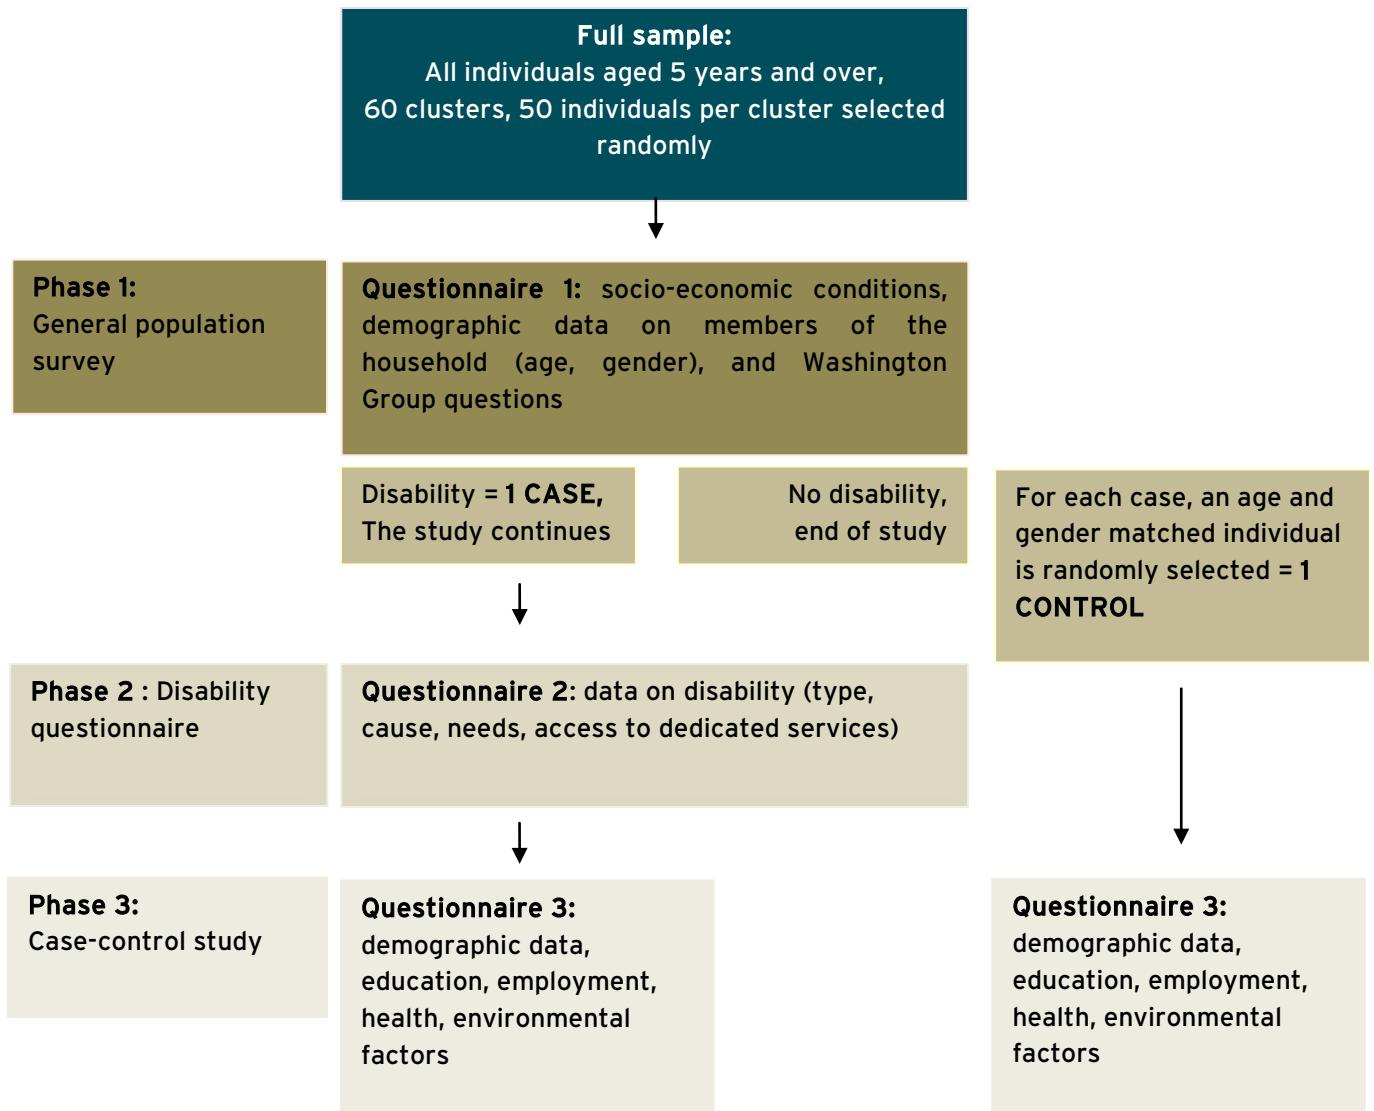 Full sample:
All individuals aged 5 years and over,
60 clusters, 50 individuals per cluster selected
randomly
Phase 1:
General population
survey
Questionnaire 1: socio-economic conditions,
demographic data on members of the
household (age, gender), and Washington
Group questions
Disability = 1 CASE,
The study continues
No disability,
end of study
For each case, an age and
gender matched individual
is randomly selected = 1
CONTROL
Phase 2 : Disability
questionnaire
Questionnaire 2: data on disability (type,
cause, needs, access to dedicated services)
Phase 3:
Case-control study
Questionnaire 3:
demographic data,
education, employment,
health, environmental
factors
Questionnaire 3:
demographic data,
education, employment,
health, environmental
factors